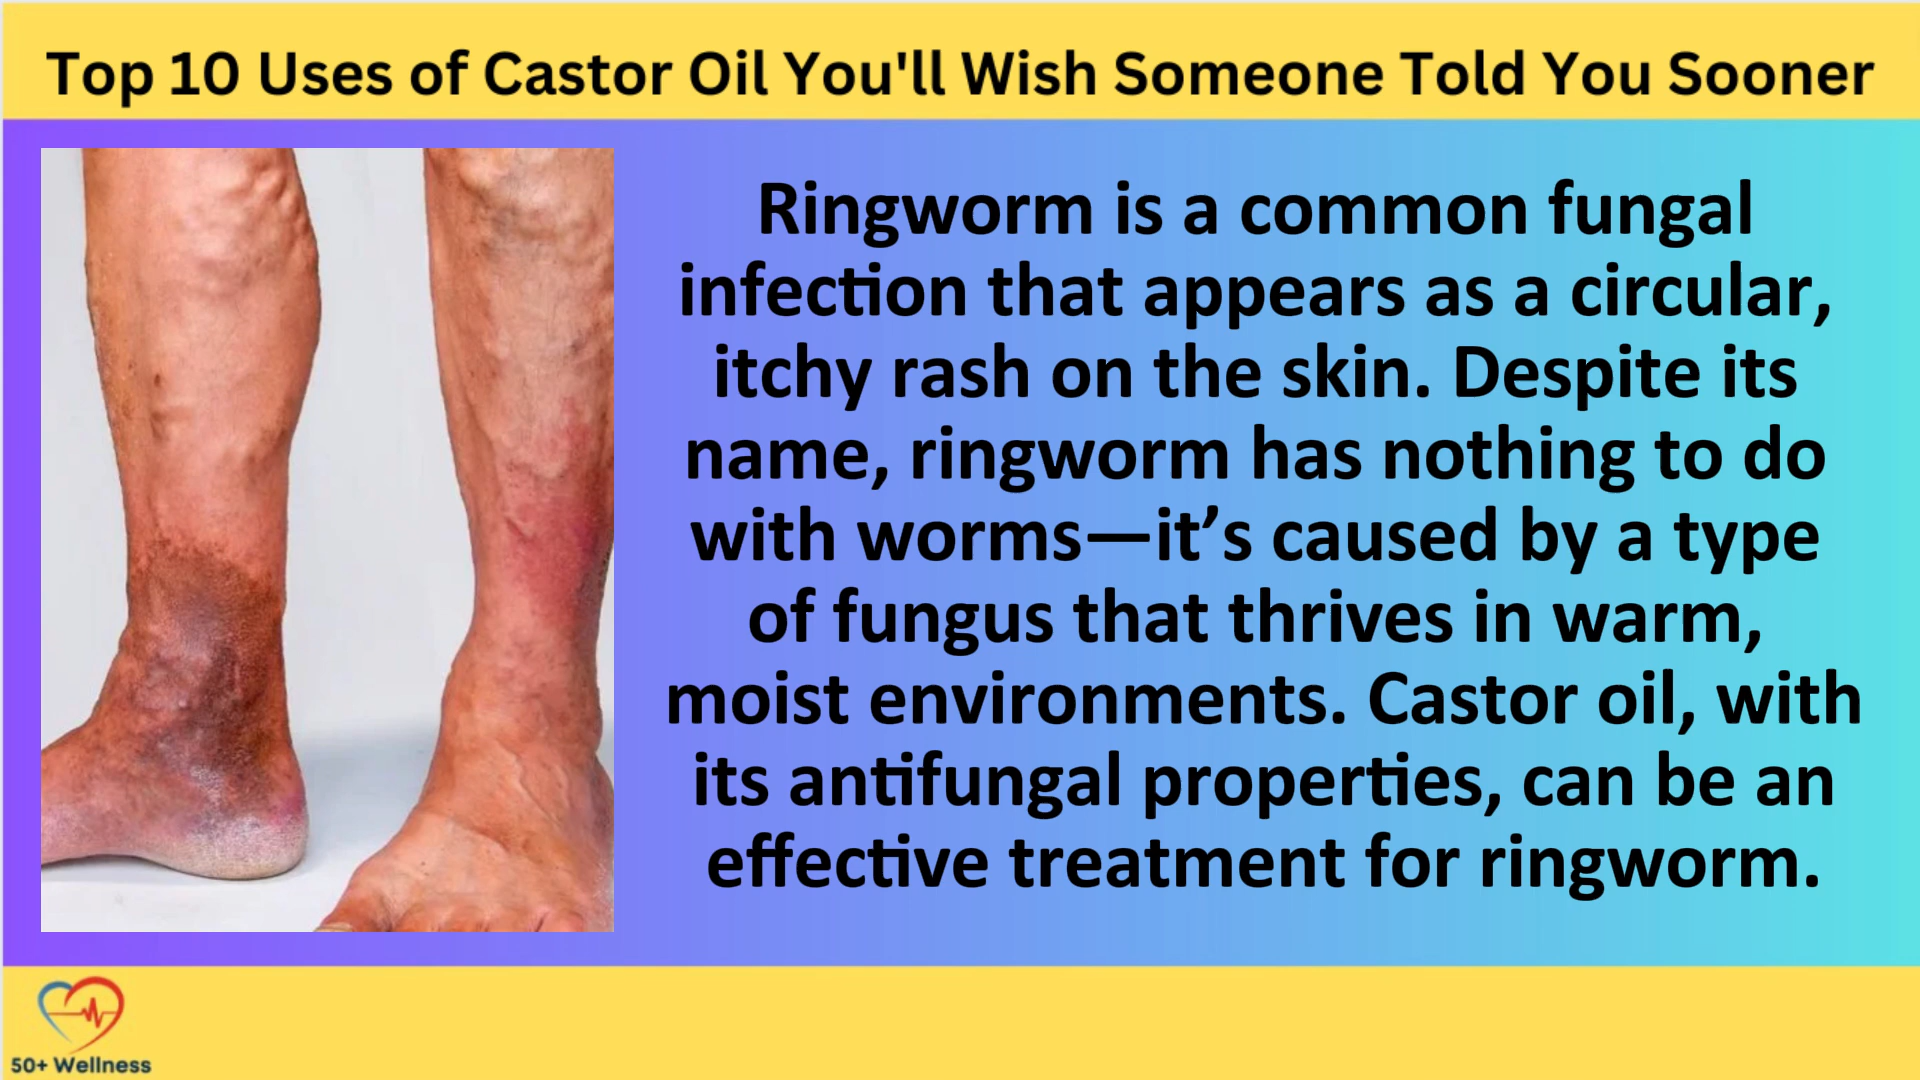 Top 10 Uses of Castor Oil You'll Wish Someone Told You Sooner
Ringworm is a common fungal
infection that appears as a circular,
itchy rash on the skin. Despite its
name, ringworm has nothing to do
with worms—it’s caused by a type
of fungus that thrives in warm,
moist environments. Castor oil, with
its antifungal properties, can be an
effective treatment for ringworm.
50+ Wellness